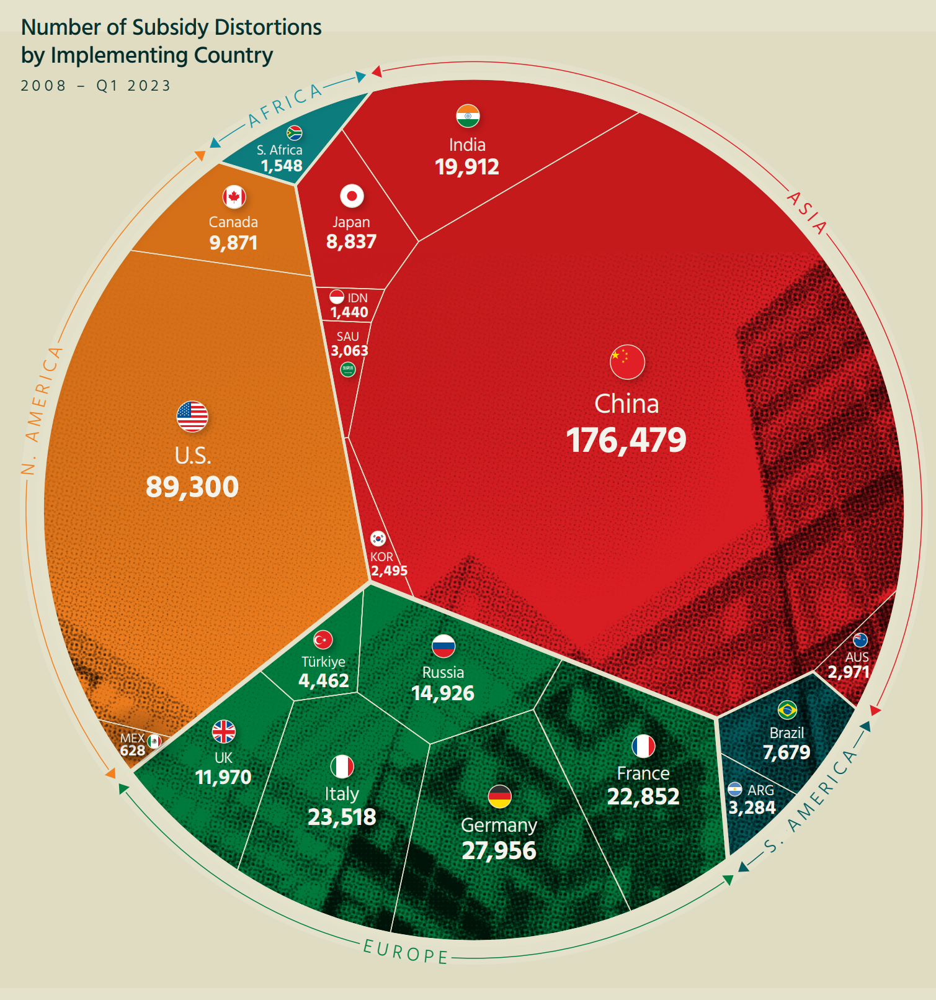 Number of Subsidy Distortions
by Implementing Country
2008 – Q1 2023
AFRICA
S. Africa
1,548
N. AMERICA
Canada
9,871
U.S.
89,300
MEX
628
ASIA
India
19,912
Japan
8,837
IDN
1,440
SAU
3,063
China
176,479
KOR
2,495
AUS
2,971
EUROPE
Türkiye
4,462
Russia
14,926
UK
11,970
Italy
23,518
Germany
27,956
France
22,852
S. AMERICA
Brazil
7,679
ARG
3,284